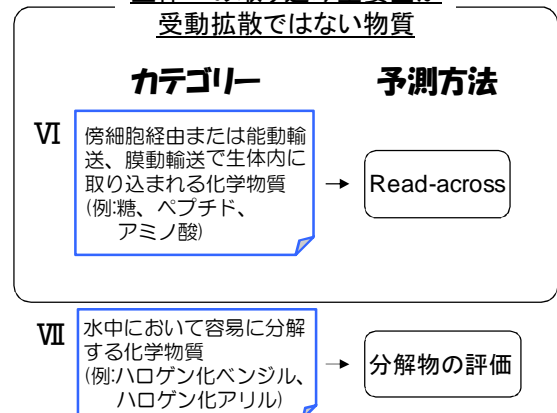 受動拡散ではない物質
カテゴリー 予測方法
Ⅵ
傍細胞経由または能動輸
送、膜動輸送で生体内に
取り込まれる化学物質
(例:糖、ペプチド、
アミノ酸)
→ Read-across
Ⅶ
水中において容易に分解
する化学物質
(例:ハロゲン化ベンジル、
ハロゲン化アリル)
→ 分解物の評価